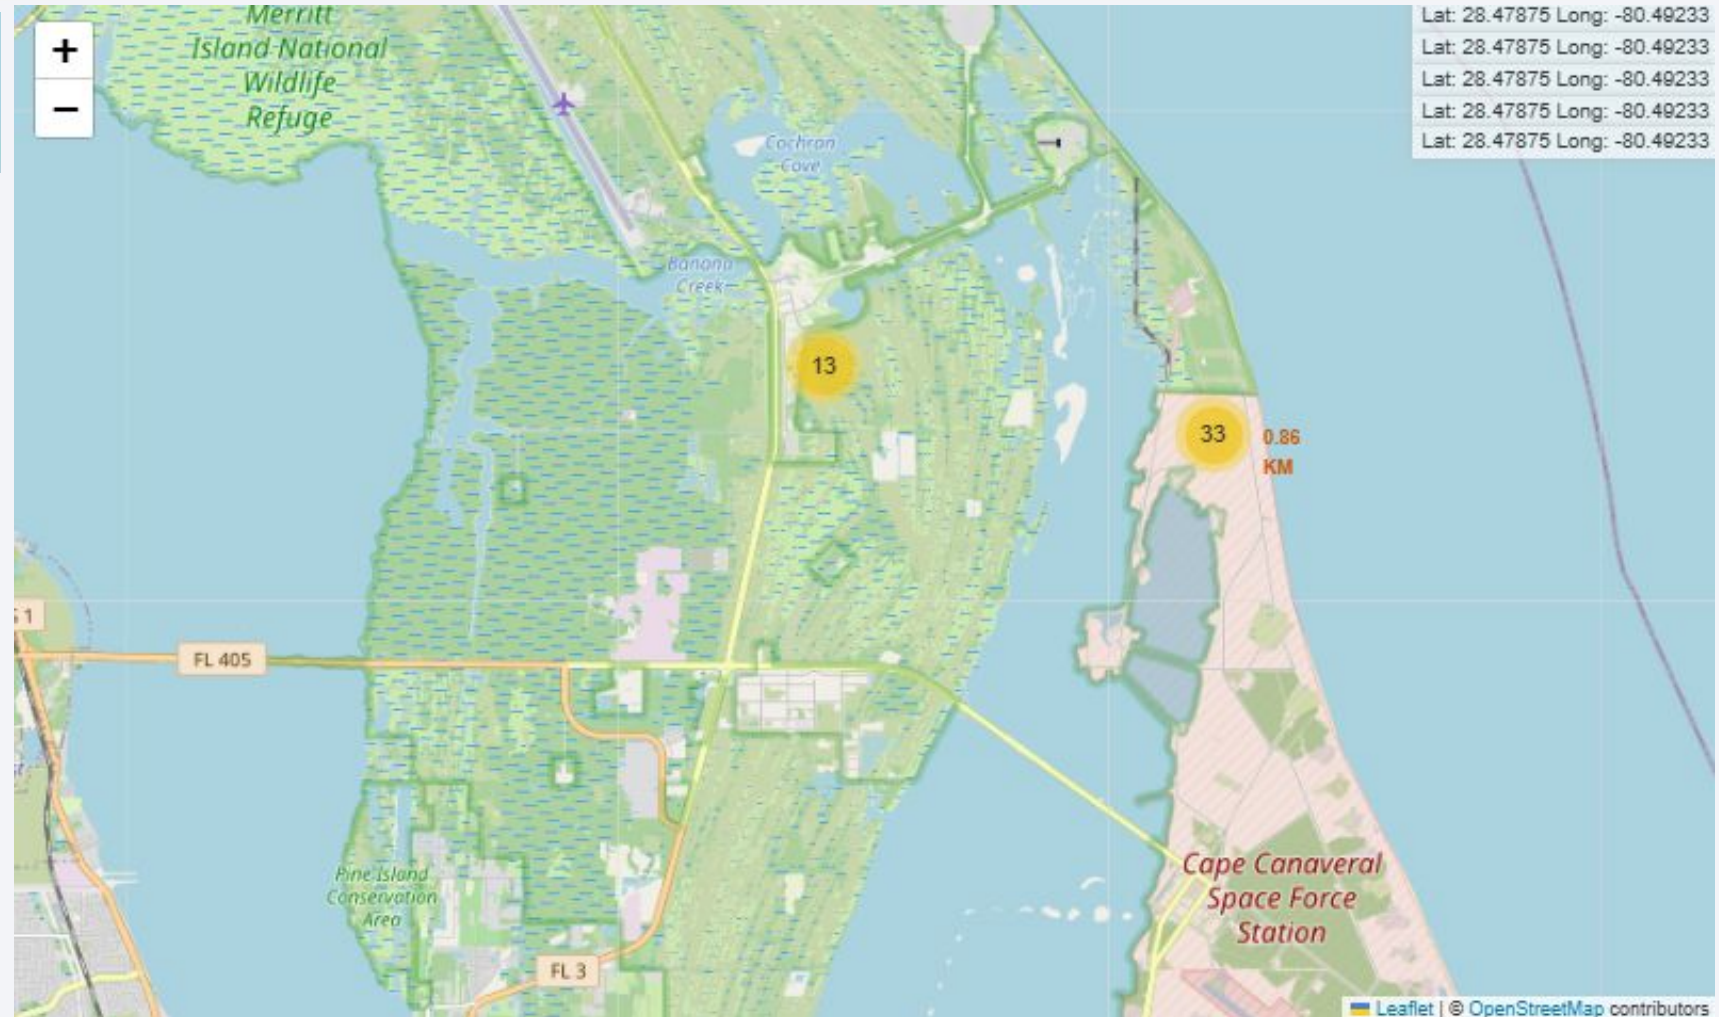 Merritt
Island National
Wildlife
Refuge
+
−
Lat: 28.47875 Long: -80.49233
Lat: 28.47875 Long: -80.49233
Lat: 28.47875 Long: -80.49233
Lat: 28.47875 Long: -80.49233
Lat: 28.47875 Long: -80.49233
Cochran
Cove
Banana
Creek
13
33
0.86
KM
1
FL 405
Pine Island
Conservation
Area
Cape Canaveral
Space Force
Station
FL 3
Leaflet | © OpenStreetMap contributors